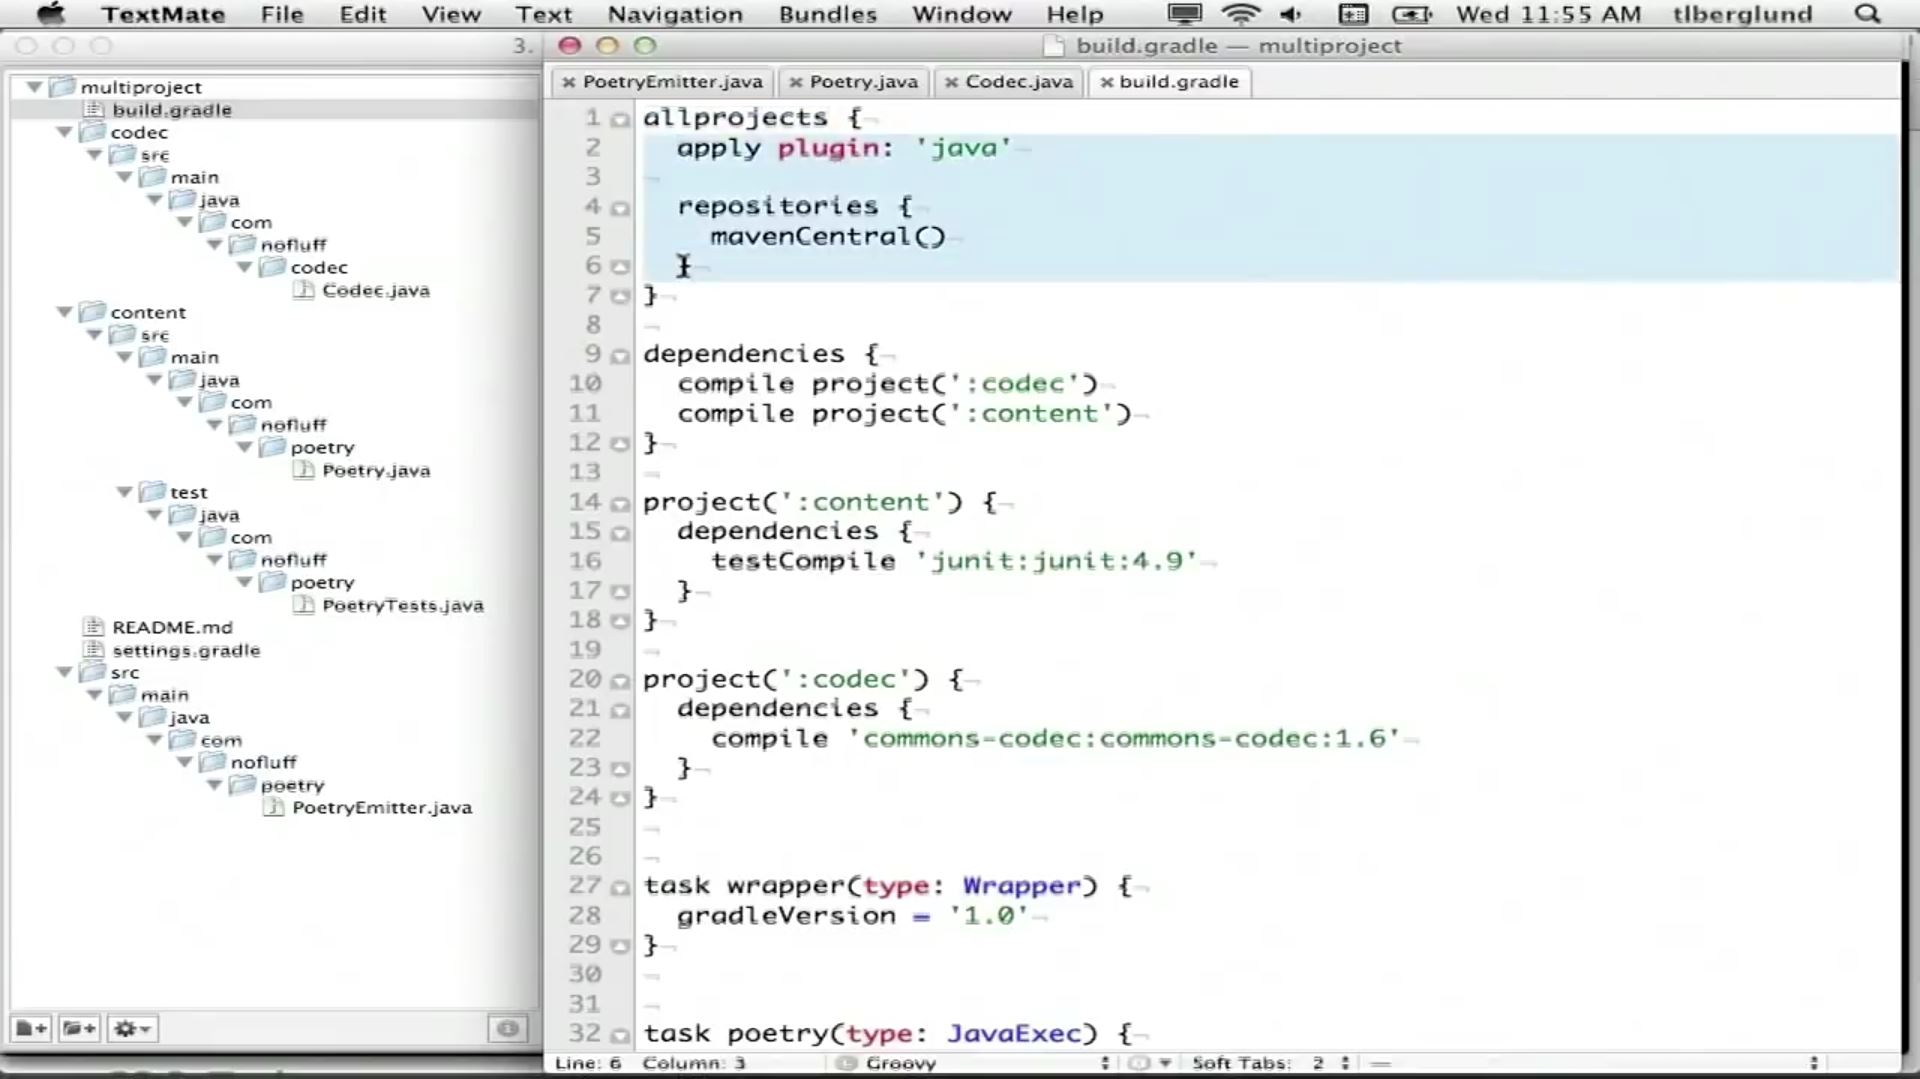 TextMate File Edit View Text Navigation Bundles Window Help Wed 11:55 AM tlberglund
3. build.gradle — multiproject
PoetryEmitter.java Poetry.java Codec.java build.gradle
multiproject
build.gradle
codec
src
main
java
com
nofluff
codec
Codec.java
content
src
main
java
com
nofluff
poetry
Poetry.java
test
java
com
nofluff
poetry
PoetryTests.java
README.md
settings.gradle
src
main
java
com
nofluff
poetry
PoetryEmitter.java
1 allprojects {
2 apply plugin: 'java'
3
4 repositories {
5 mavenCentral()
6 }
7 }
8
9 dependencies {
10 compile project(':codec')
11 compile project(':content')
12 }
13
14 project(':content') {
15 dependencies {
16 testCompile 'junit:junit:4.9'
17 }
18 }
19
20 project(':codec') {
21 dependencies {
22 compile 'commons-codec:commons-codec:1.6'
23 }
24 }
25
26
27 task wrapper(type: Wrapper) {
28 gradleVersion = '1.0'
29 }
30
31
32 task poetry(type: JavaExec) {
Line: 6 Column: 3 Groovy Soft Tabs: 2